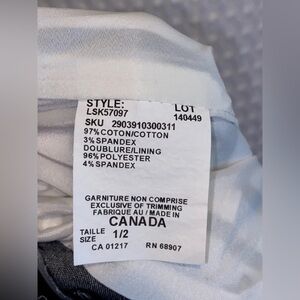 STYLE: LOT
LSK57097 140449
SKU 2903910300311
97%COTON/COTTON
3%SPANDEX
DOUBLURE/LINING
96%POLYESTER
4%SPANDEX
GARNITURE NON COMPRISE
EXCLUSIVE OF TRIMMING
FABRIQUE AU / MADE IN
CANADA
TAILLE 1/2
SIZE
CA 01217 RN 68907